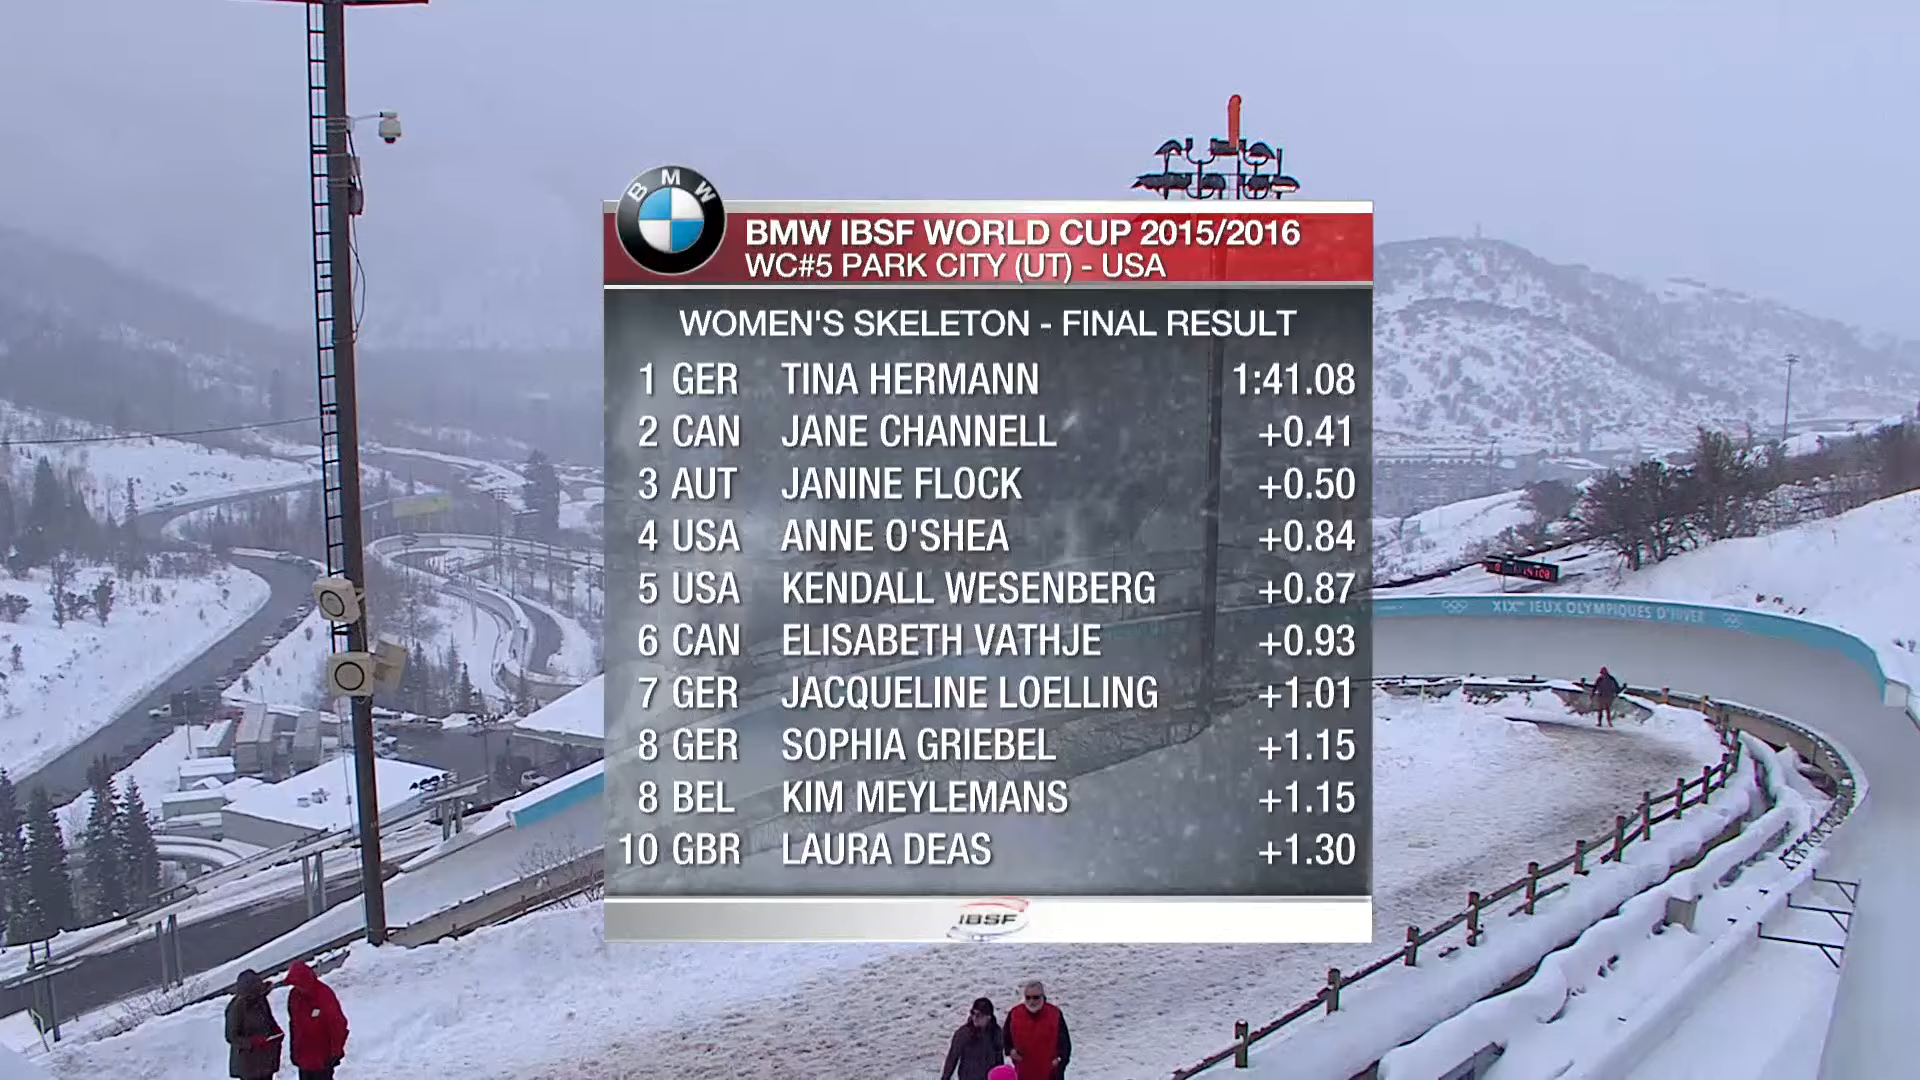 BMW
BMW IBSF WORLD CUP 2015/2016
WC#5 PARK CITY (UT) - USA
WOMEN'S SKELETON - FINAL RESULT
1 GER TINA HERMANN 1:41.08
2 CAN JANE CHANNELL +0.41
3 AUT JANINE FLOCK +0.50
4 USA ANNE O'SHEA +0.84
5 USA KENDALL WESENBERG +0.87
6 CAN ELISABETH VATHJE +0.93
7 GER JACQUELINE LOELLING +1.01
8 GER SOPHIA GRIEBEL +1.15
8 BEL KIM MEYLEMANS +1.15
10 GBR LAURA DEAS +1.30
IBSF
XIXes JEUX OLYMPIQUES D'HIVER